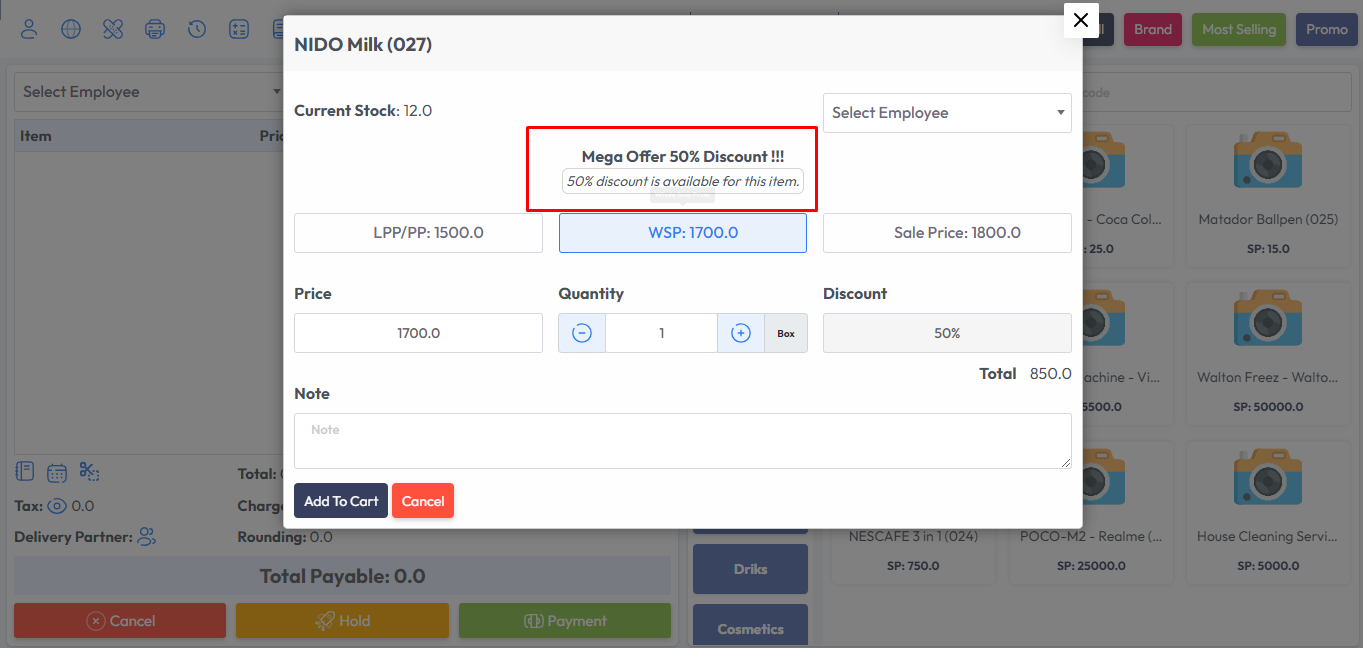 Brand
Most Selling
Promo
NIDO Milk (027)
Select Employee
Current Stock: 12.0
Select Employee
code
Item
Mega Offer 50% Discount !!!
50% discount is available for this item.
- Coca Col...
Matador Ballpen (025)
LPP/PP: 1500.0
WSP: 1700.0
Sale Price: 1800.0
: 25.0
SP: 15.0
Price
Quantity
Discount
1700.0
1
Box
50%
Total 850.0
- Vi...
Walton Freez - Walto...
Note
SP: 50000.0
Note
Total:
Add To Cart
Cancel
Tax: 0.0
Delivery Partner:
Rounding: 0.0
NESCAFE 3 in 1 (024)
POCO-M2 - Realme (...
House Cleaning Servi...
SP: 750.0
SP: 25000.0
SP: 5000.0
Driks
Total Payable: 0.0
Cancel
Hold
Payment
Cosmetics